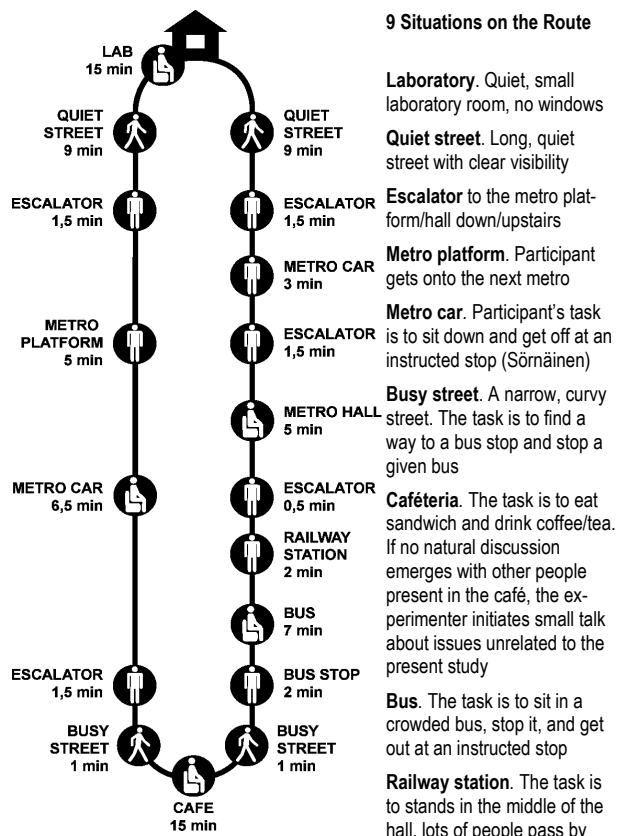 LAB
15 min
QUIET
STREET
9 min
ESCALATOR
1,5 min
METRO
PLATFORM
5 min
METRO CAR
6,5 min
ESCALATOR
1,5 min
BUSY
STREET
1 min
CAFE
15 min
QUIET
STREET
9 min
ESCALATOR
1,5 min
METRO CAR
3 min
ESCALATOR
1,5 min
METRO HALL
5 min
ESCALATOR
0,5 min
RAILWAY
STATION
2 min
BUS
7 min
BUS STOP
2 min
BUSY
STREET
1 min
9 Situations on the Route
Laboratory. Quiet, small
laboratory room, no windows
Quiet street. Long, quiet
street with clear visibility
Escalator to the metro plat-
form/hall down/upstairs
Metro platform. Participant
gets onto the next metro
Metro car. Participant's task
is to sit down and get off at an
instructed stop (Sörnäinen)
Busy street. A narrow, curvy
street. The task is to find a
way to a bus stop and stop a
given bus
Caféteria. The task is to eat
sandwich and drink coffee/tea.
If no natural discussion
emerges with other people
present in the café, the ex-
perimenter initiates small talk
about issues unrelated to the
present study
Bus. The task is to sit in a
crowded bus, stop it, and get
out at an instructed stop
Railway station. The task is
to stands in the middle of the
hall, lots of people pass by